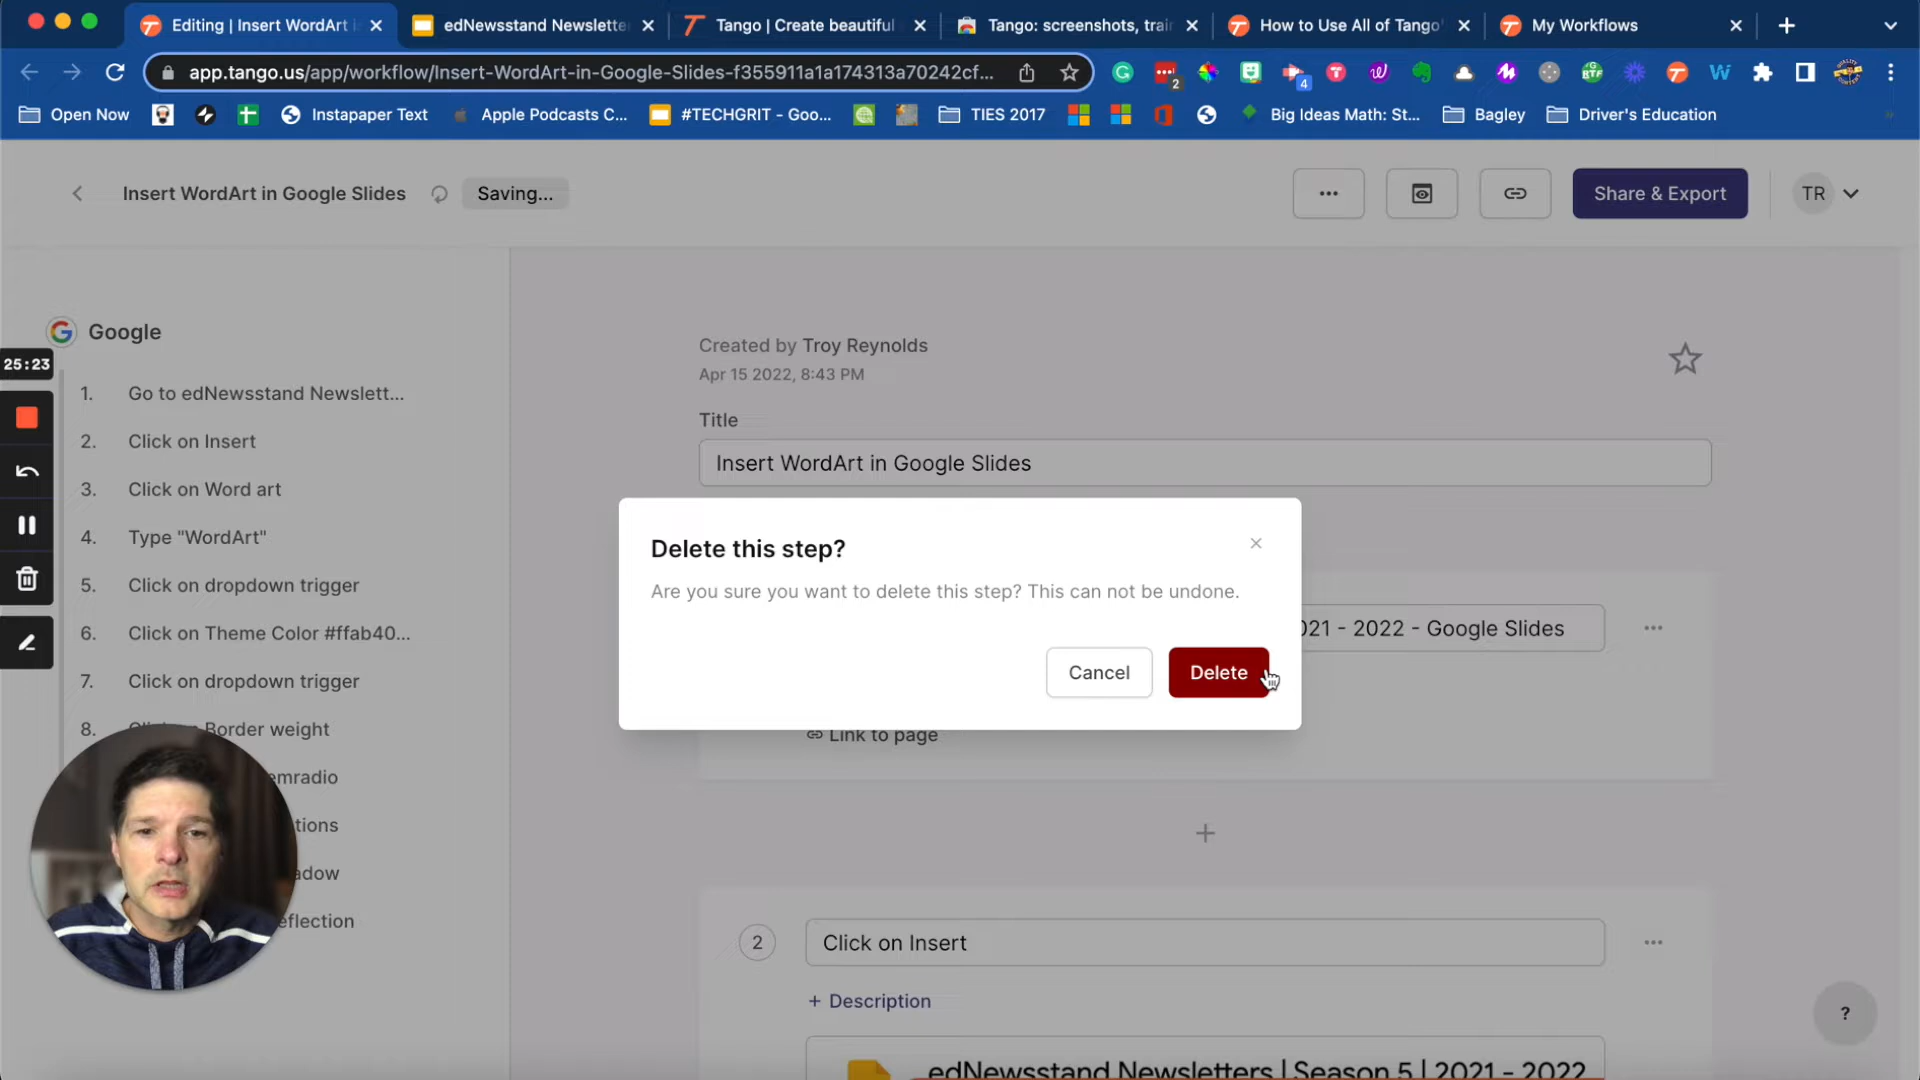 Editing | Insert WordArt i
edNewsstand Newslette
Tango | Create beautiful
Tango: screenshots, trai
How to Use All of Tango'
My Workflows
app.tango.us/app/workflow/Insert-WordArt-in-Google-Slides-f355911a1a174313a70242cf...
2
4
Open Now
Instapaper Text
Apple Podcasts C...
#TECHGRIT - Goo...
TIES 2017
Big Ideas Math: St...
Bagley
Driver's Education
Insert WordArt in Google Slides
Saving...
Share & Export
TR
Google
25:23
1. Go to edNewsstand Newslett...
2. Click on Insert
3. Click on Word art
4. Type "WordArt"
5. Click on dropdown trigger
6. Click on Theme Color #ffab40...
7. Click on dropdown trigger
8. Border weight
emradio
tions
adow
eflection
Created by Troy Reynolds
Apr 15 2022, 8:43 PM
Title
Insert WordArt in Google Slides
Delete this step?
Are you sure you want to delete this step? This can not be undone.
021 - 2022 - Google Slides
Cancel
Delete
Link to page
+
2
Click on Insert
+ Description
edNewsstand Newsletters | Season 5 | 2021 - 2022
?